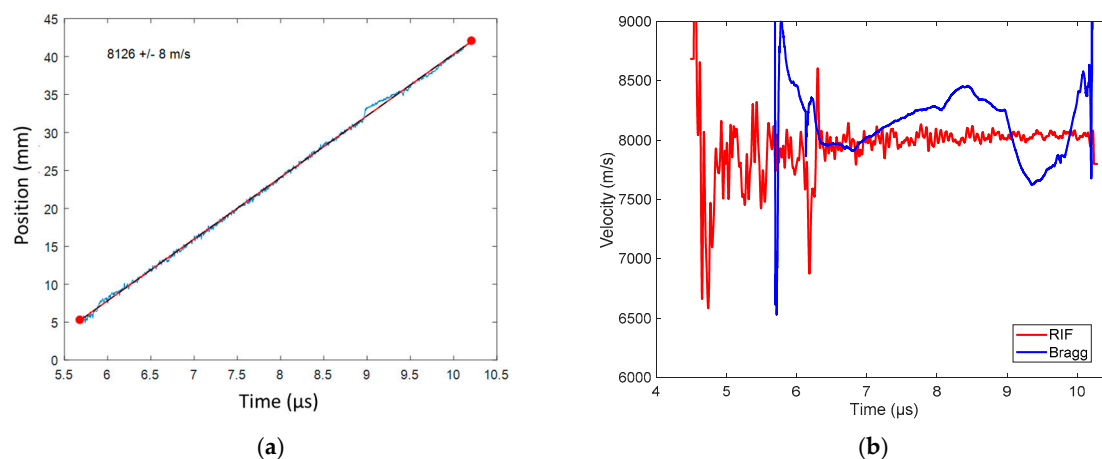 45
40
35
30
25
20
15
10
5
0
8126 +/- 8 m/s
Position (mm)
5.5 6 6.5 7 7.5 8 8.5 9 9.5 10 10.5
Time (µs)
(a)
9000
8500
8000
7500
7000
6500
6000
Velocity (m/s)
RIF
Bragg
4 5 6 7 8 9 10
Time (µs)
(b)